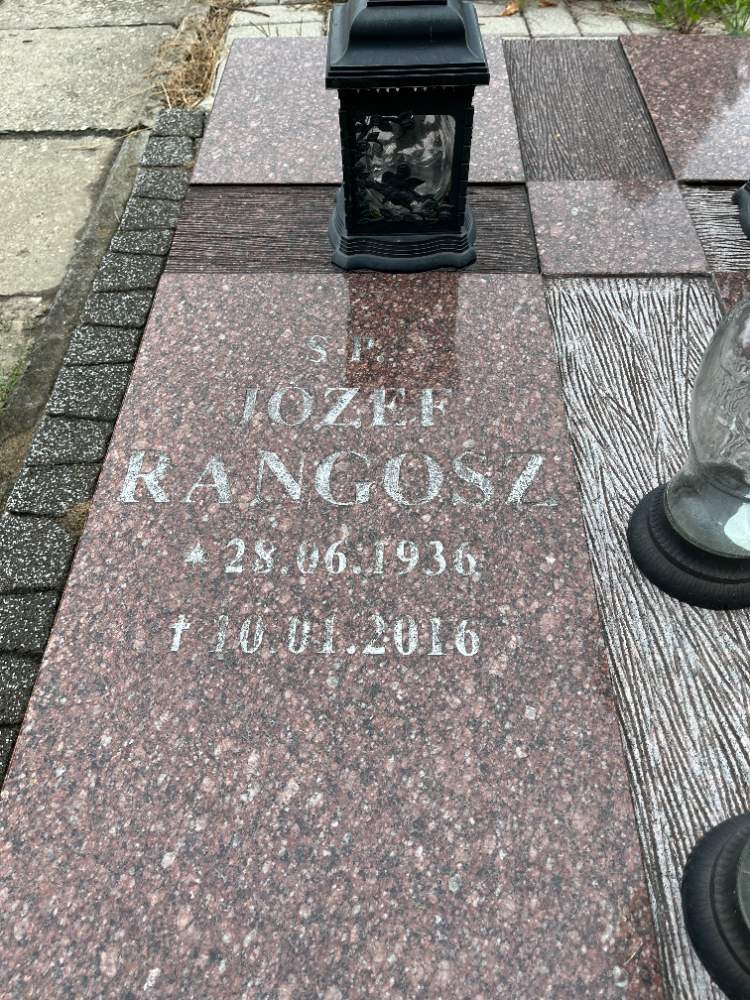 Ś.P.
JÓZEF
RANGOSZ
* 28.06.1936
† 10.01.2016